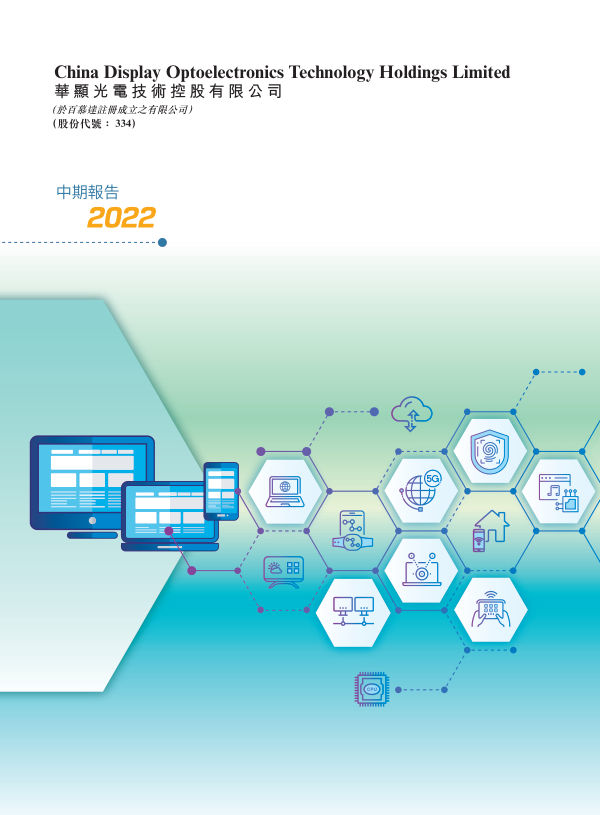 China Display Optoelectronics Technology Holdings Limited
華顯光電技術控股有限公司
(於百慕達註冊成立之有限公司)
(股份代號：334)
中期報告
2022
5G
CPU